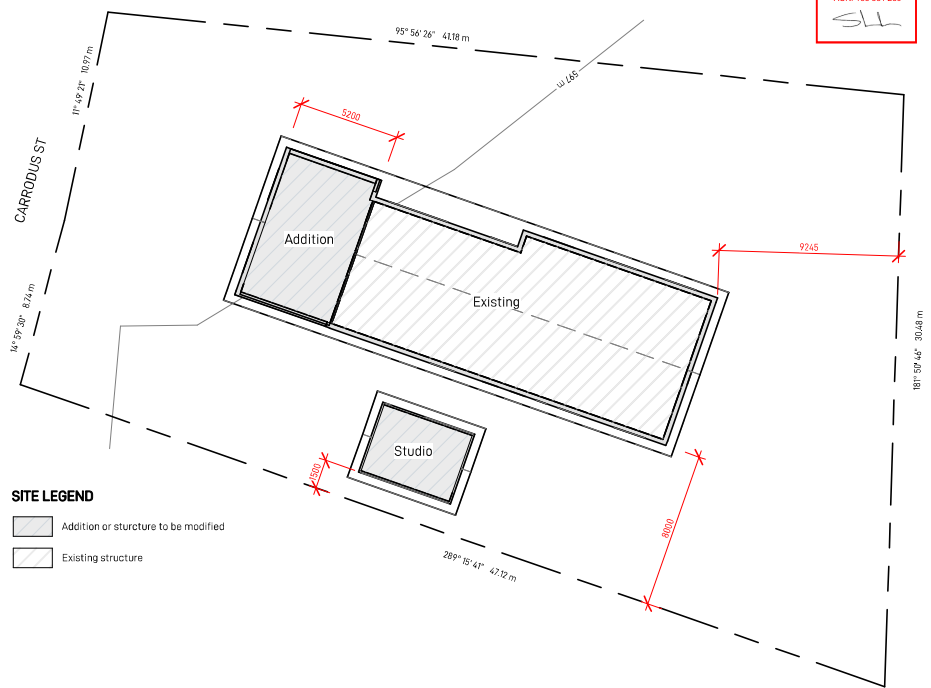 95° 56' 26" 41.18 m
11° 49' 21" 10.97 m
597 m
5200
CARRODUS ST
Addition
9245
Existing
14° 59' 30" 8.74 m
181° 50' 46" 30.48 m
Studio
1500
8000
289° 15' 41" 47.12 m
SITE LEGEND
Addition or sturcture to be modified
Existing structure